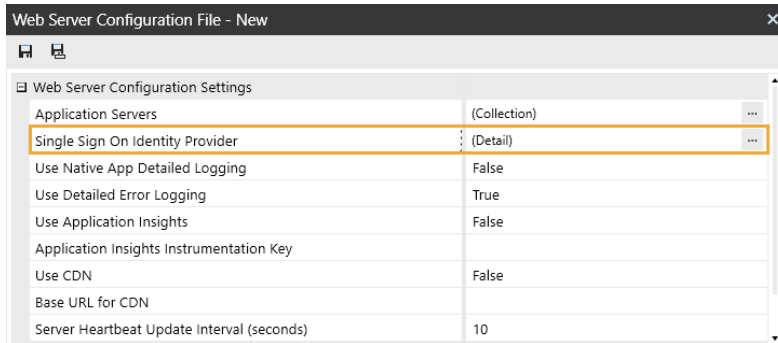 Web Server Configuration File - New
Web Server Configuration Settings
Application Servers (Collection) ...
Single Sign On Identity Provider (Detail) ...
Use Native App Detailed Logging False
Use Detailed Error Logging True
Use Application Insights False
Application Insights Instrumentation Key
Use CDN False
Base URL for CDN
Server Heartbeat Update Interval (seconds) 10